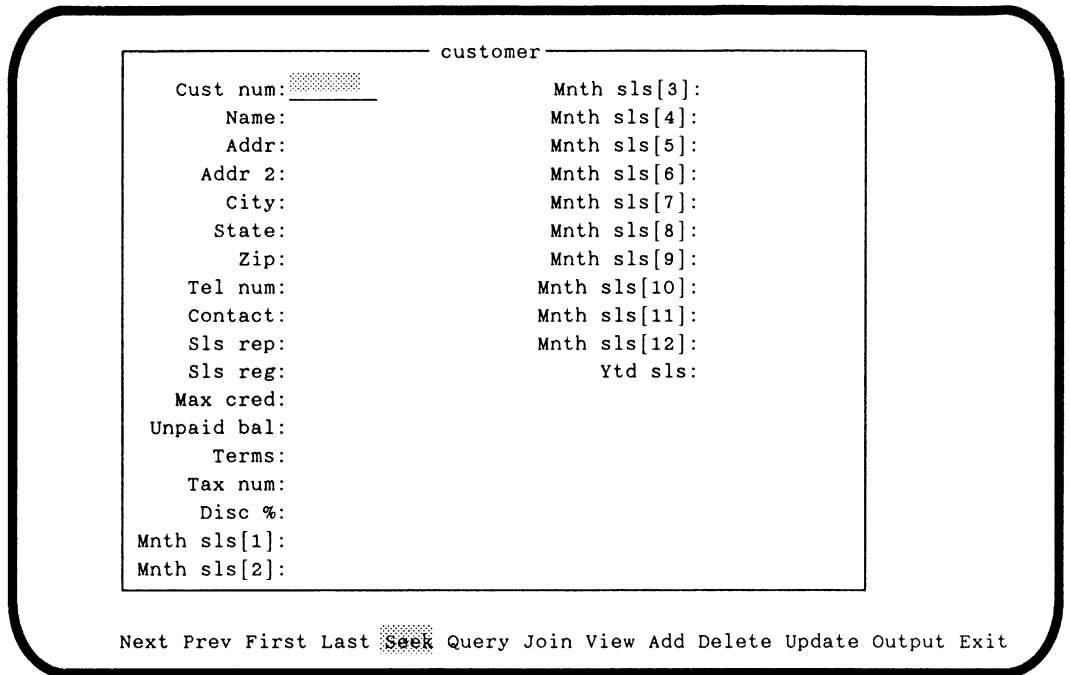 customer
Cust num:
Name:
Addr:
Addr 2:
City:
State:
Zip:
Tel num:
Contact:
Sls rep:
Sls reg:
Max cred:
Unpaid bal:
Terms:
Tax num:
Disc %:
Mnth sls[1]:
Mnth sls[2]:
Mnth sls[3]:
Mnth sls[4]:
Mnth sls[5]:
Mnth sls[6]:
Mnth sls[7]:
Mnth sls[8]:
Mnth sls[9]:
Mnth sls[10]:
Mnth sls[11]:
Mnth sls[12]:
Ytd sls:
Next Prev First Last Seek Query Join View Add Delete Update Output Exit